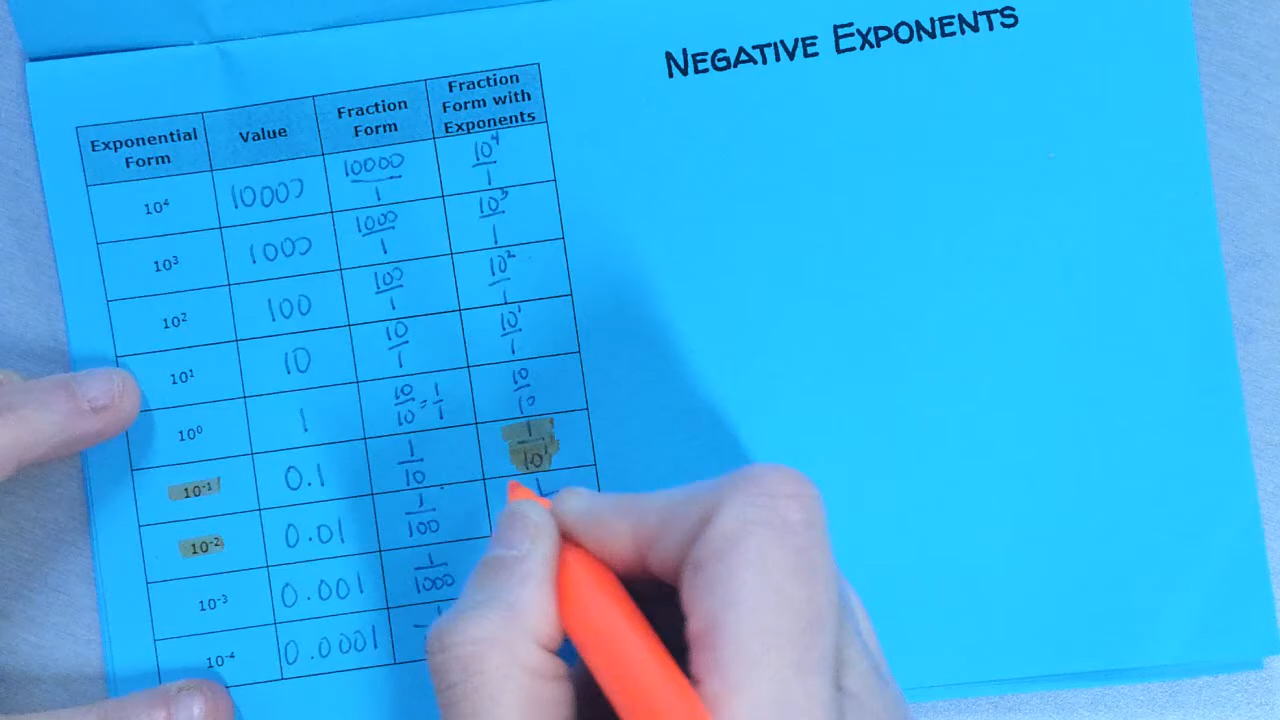 NEGATIVE EXPONENTS
Exponential Form Value Fraction Form Fraction Form with Exponents
10⁴ 10000 10000/1 10⁴/1
10³ 1000 1000/1 10³/1
10² 100 100/1 10²/1
10¹ 10 10/1 10¹/1
10⁰ 1 10/10 = 1/1 10/10
10⁻¹ 0.1 1/10 1/10¹
10⁻² 0.01 1/100 1
10⁻³ 0.001 1/1000
10⁻⁴ 0.0001 1